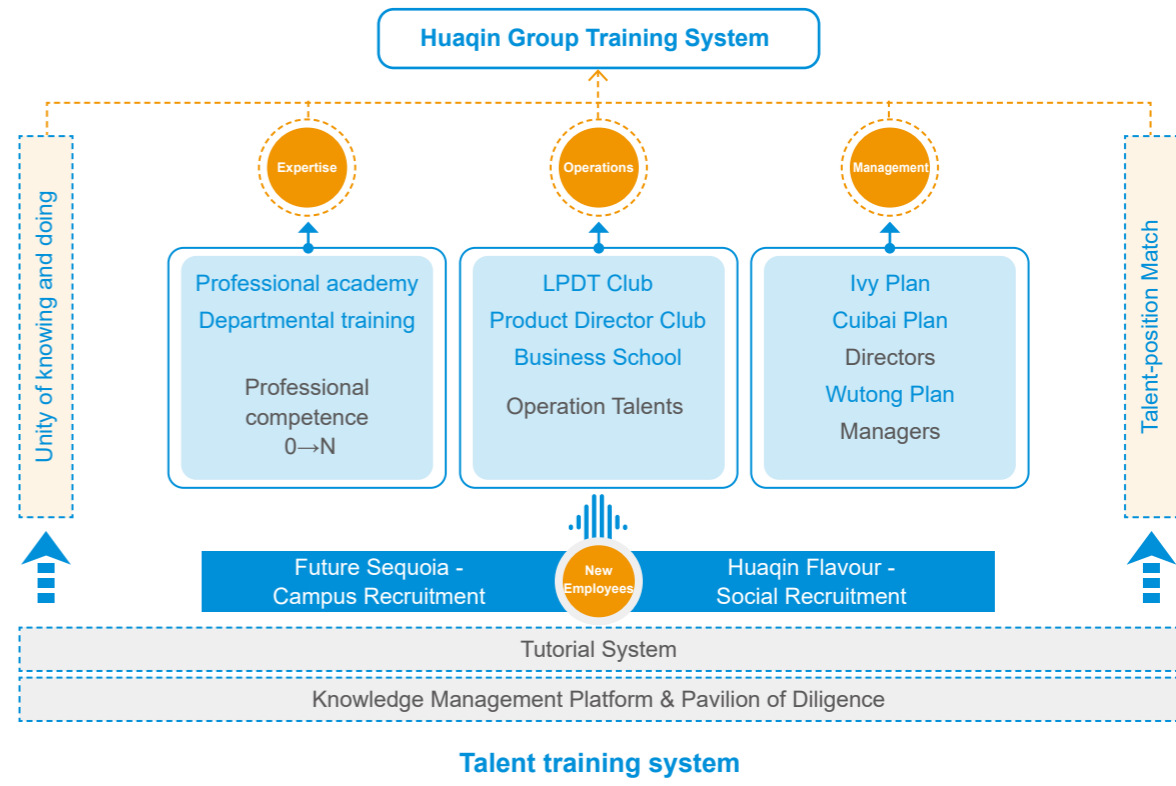 Huaqin Group Training System
Expertise
Operations
Management
Unity of knowing and doing
Professional academy
Departmental training
Professional
competence
0→N
LPDT Club
Product Director Club
Business School
Operation Talents
Ivy Plan
Cuibai Plan
Directors
Wutong Plan
Managers
Talent-position Match
Future Sequoia -
Campus Recruitment
New
Employees
Huaqin Flavour -
Social Recruitment
Tutorial System
Knowledge Management Platform & Pavilion of Diligence
Talent training system